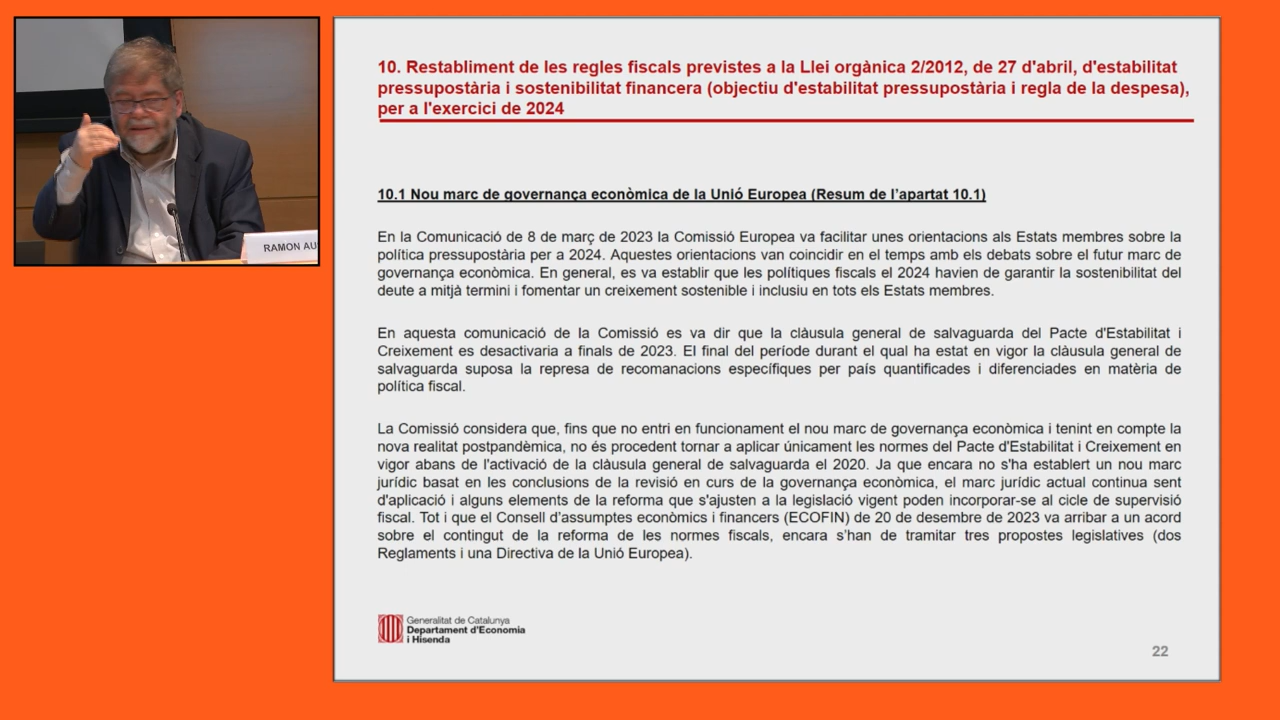 RAMON AU
10. Restabliment de les regles fiscals previstes a la Llei orgànica 2/2012, de 27 d'abril, d'estabilitat
pressupostària i sostenibilitat financera (objectiu d'estabilitat pressupostària i regla de la despesa),
per a l'exercici de 2024
10.1 Nou marc de governança econòmica de la Unió Europea (Resum de l’apartat 10.1)
En la Comunicació de 8 de març de 2023 la Comissió Europea va facilitar unes orientacions als Estats membres sobre la
política pressupostària per a 2024. Aquestes orientacions van coincidir en el temps amb els debats sobre el futur marc de
governança econòmica. En general, es va establir que les polítiques fiscals el 2024 havien de garantir la sostenibilitat del
deute a mitjà termini i fomentar un creixement sostenible i inclusiu en tots els Estats membres.
En aquesta comunicació de la Comissió es va dir que la clàusula general de salvaguarda del Pacte d'Estabilitat i
Creixement es desactivaria a finals de 2023. El final del període durant el qual ha estat en vigor la clàusula general de
salvaguarda suposa la represa de recomanacions específiques per país quantificades i diferenciades en matèria de
política fiscal.
La Comissió considera que, fins que no entri en funcionament el nou marc de governança econòmica i tenint en compte la
nova realitat postpandèmica, no és procedent tornar a aplicar únicament les normes del Pacte d'Estabilitat i Creixement en
vigor abans de l'activació de la clàusula general de salvaguarda el 2020. Ja que encara no s'ha establert un nou marc
jurídic basat en les conclusions de la revisió en curs de la governança econòmica, el marc jurídic actual continua sent
d'aplicació i alguns elements de la reforma que s'ajusten a la legislació vigent poden incorporar-se al cicle de supervisió
fiscal. Tot i que el Consell d’assumptes econòmics i financers (ECOFIN) de 20 de desembre de 2023 va arribar a un acord
sobre el contingut de la reforma de les normes fiscals, encara s’han de tramitar tres propostes legislatives (dos
Reglaments i una Directiva de la Unió Europea).
Generalitat de Catalunya
Departament d'Economia
i Hisenda
22